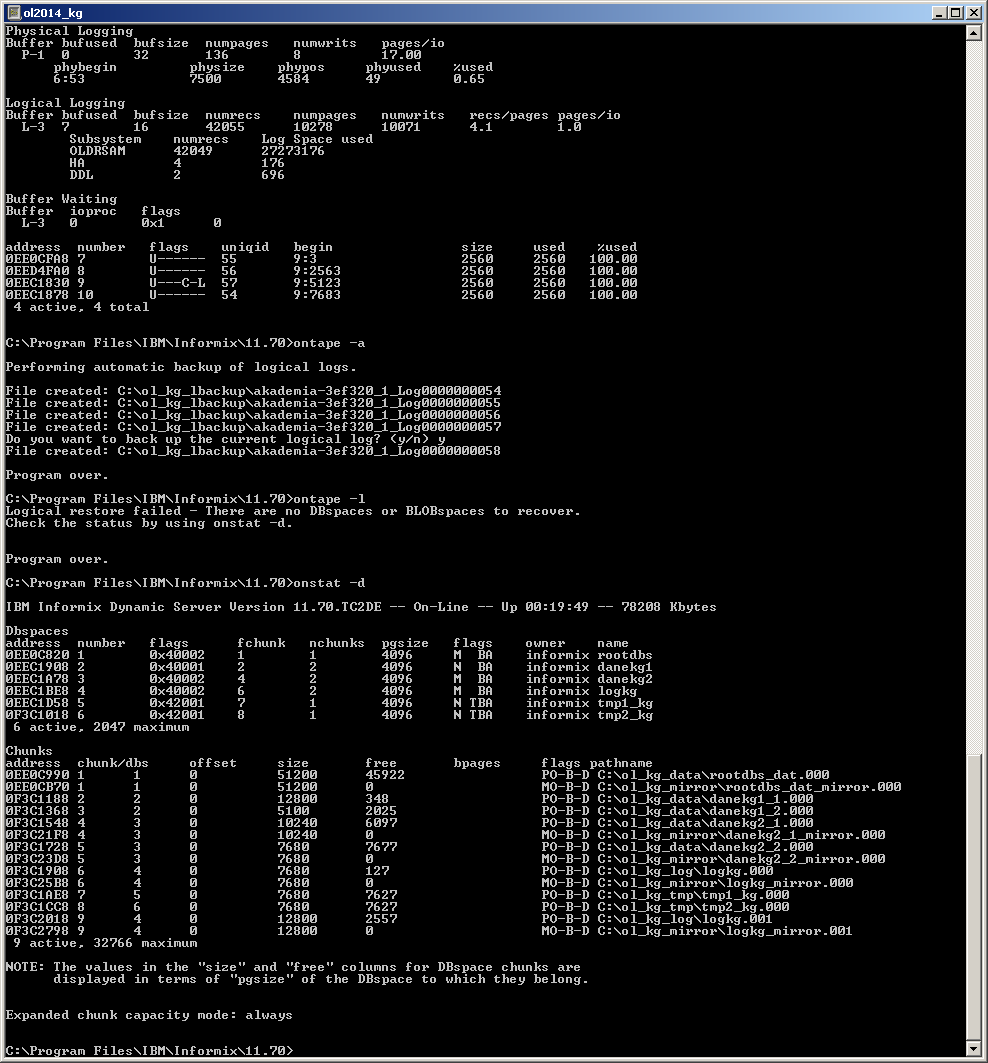 ol2014_kg
Physical Logging
Buffer bufused  bufsize  numpages   numwrits   pages/io
  P-1  0        32       136        8          17.00
      phybegin         physize    phypos     phyused    %used
      6:53             7500       4584       49         0.65
Logical Logging
Buffer bufused  bufsize  numrecs    numpages   numwrits   recs/pages pages/io
  L-3  7        16       42055      10278      10071      4.1        1.0
        Subsystem    numrecs    Log Space used
        OLDRSAM      42049      27273176
        HA           4          176
        DDL          2          696
Buffer Waiting
Buffer  ioproc   flags
  L-3   0        0x1      0
address  number   flags    uniqid   begin                size     used    %used
0EE0CFA8 7        U------  55       9:3                  2560     2560   100.00
0EED4FA0 8        U------  56       9:2563               2560     2560   100.00
0EEC1830 9        U---C-L  57       9:5123               2560     2560   100.00
0EEC1878 10       U------  54       9:7683               2560     2560   100.00
 4 active, 4 total
C:\Program Files\IBM\Informix\11.70>ontape -a
Performing automatic backup of logical logs.
File created: C:\ol_kg_lbackup\akademia-3ef320_1_Log0000000054
File created: C:\ol_kg_lbackup\akademia-3ef320_1_Log0000000055
File created: C:\ol_kg_lbackup\akademia-3ef320_1_Log0000000056
File created: C:\ol_kg_lbackup\akademia-3ef320_1_Log0000000057
Do you want to back up the current logical log? (y/n) y
File created: C:\ol_kg_lbackup\akademia-3ef320_1_Log0000000058
Program over.
C:\Program Files\IBM\Informix\11.70>ontape -l
Logical restore failed - There are no DBspaces or BLOBspaces to recover.
Check the status by using onstat -d.
Program over.
C:\Program Files\IBM\Informix\11.70>onstat -d
IBM Informix Dynamic Server Version 11.70.TC2DE -- On-Line -- Up 00:19:49 -- 78208 Kbytes
Dbspaces
address  number   flags      fchunk   nchunks  pgsize   flags    owner    name
0EE0C820 1        0x40002    1        1        4096     M  BA    informix rootdbs
0EEC1908 2        0x40001    2        2        4096     N  BA    informix danekg1
0EEC1A78 3        0x40002    4        2        4096     M  BA    informix danekg2
0EEC1BE8 4        0x40002    6        2        4096     M  BA    informix logkg
0EEC1D58 5        0x42001    7        1        4096     N TBA    informix tmp1_kg
0F3C1018 6        0x42001    8        1        4096     N TBA    informix tmp2_kg
 6 active, 2047 maximum
Chunks
address  chunk/dbs     offset     size       free       bpages     flags pathname
0EE0C990 1      1      0          51200      45922                 PO-B-D C:\ol_kg_data\rootdbs_dat.000
0EE0CB70 1      1      0          51200      0                     MO-B-D C:\ol_kg_mirror\rootdbs_dat_mirror.000
0F3C1188 2      2      0          12800      348                   PO-B-D C:\ol_kg_data\danekg1_1.000
0F3C1368 3      2      0          5100       2025                  PO-B-D C:\ol_kg_data\danekg1_2.000
0F3C1548 4      3      0          10240      6097                  PO-B-D C:\ol_kg_data\danekg2_1.000
0F3C21F8 4      3      0          10240      0                     MO-B-D C:\ol_kg_mirror\danekg2_1_mirror.000
0F3C1728 5      3      0          7680       7677                  PO-B-D C:\ol_kg_data\danekg2_2.000
0F3C23D8 5      3      0          7680       0                     MO-B-D C:\ol_kg_mirror\danekg2_2_mirror.000
0F3C1908 6      4      0          7680       127                   PO-B-D C:\ol_kg_log\logkg.000
0F3C25B8 6      4      0          7680       0                     MO-B-D C:\ol_kg_mirror\logkg_mirror.000
0F3C1AE8 7      5      0          7680       7627                  PO-B-D C:\ol_kg_tmp\tmp1_kg.000
0F3C1CC8 8      6      0          7680       7627                  PO-B-D C:\ol_kg_tmp\tmp2_kg.000
0F3C2018 9      4      0          12800      2557                  PO-B-D C:\ol_kg_log\logkg.001
0F3C2798 9      4      0          12800      0                     MO-B-D C:\ol_kg_mirror\logkg_mirror.001
 9 active, 32766 maximum
NOTE: The values in the "size" and "free" columns for DBspace chunks are
      displayed in terms of "pgsize" of the DBspace to which they belong.
Expanded chunk capacity mode: always
C:\Program Files\IBM\Informix\11.70>